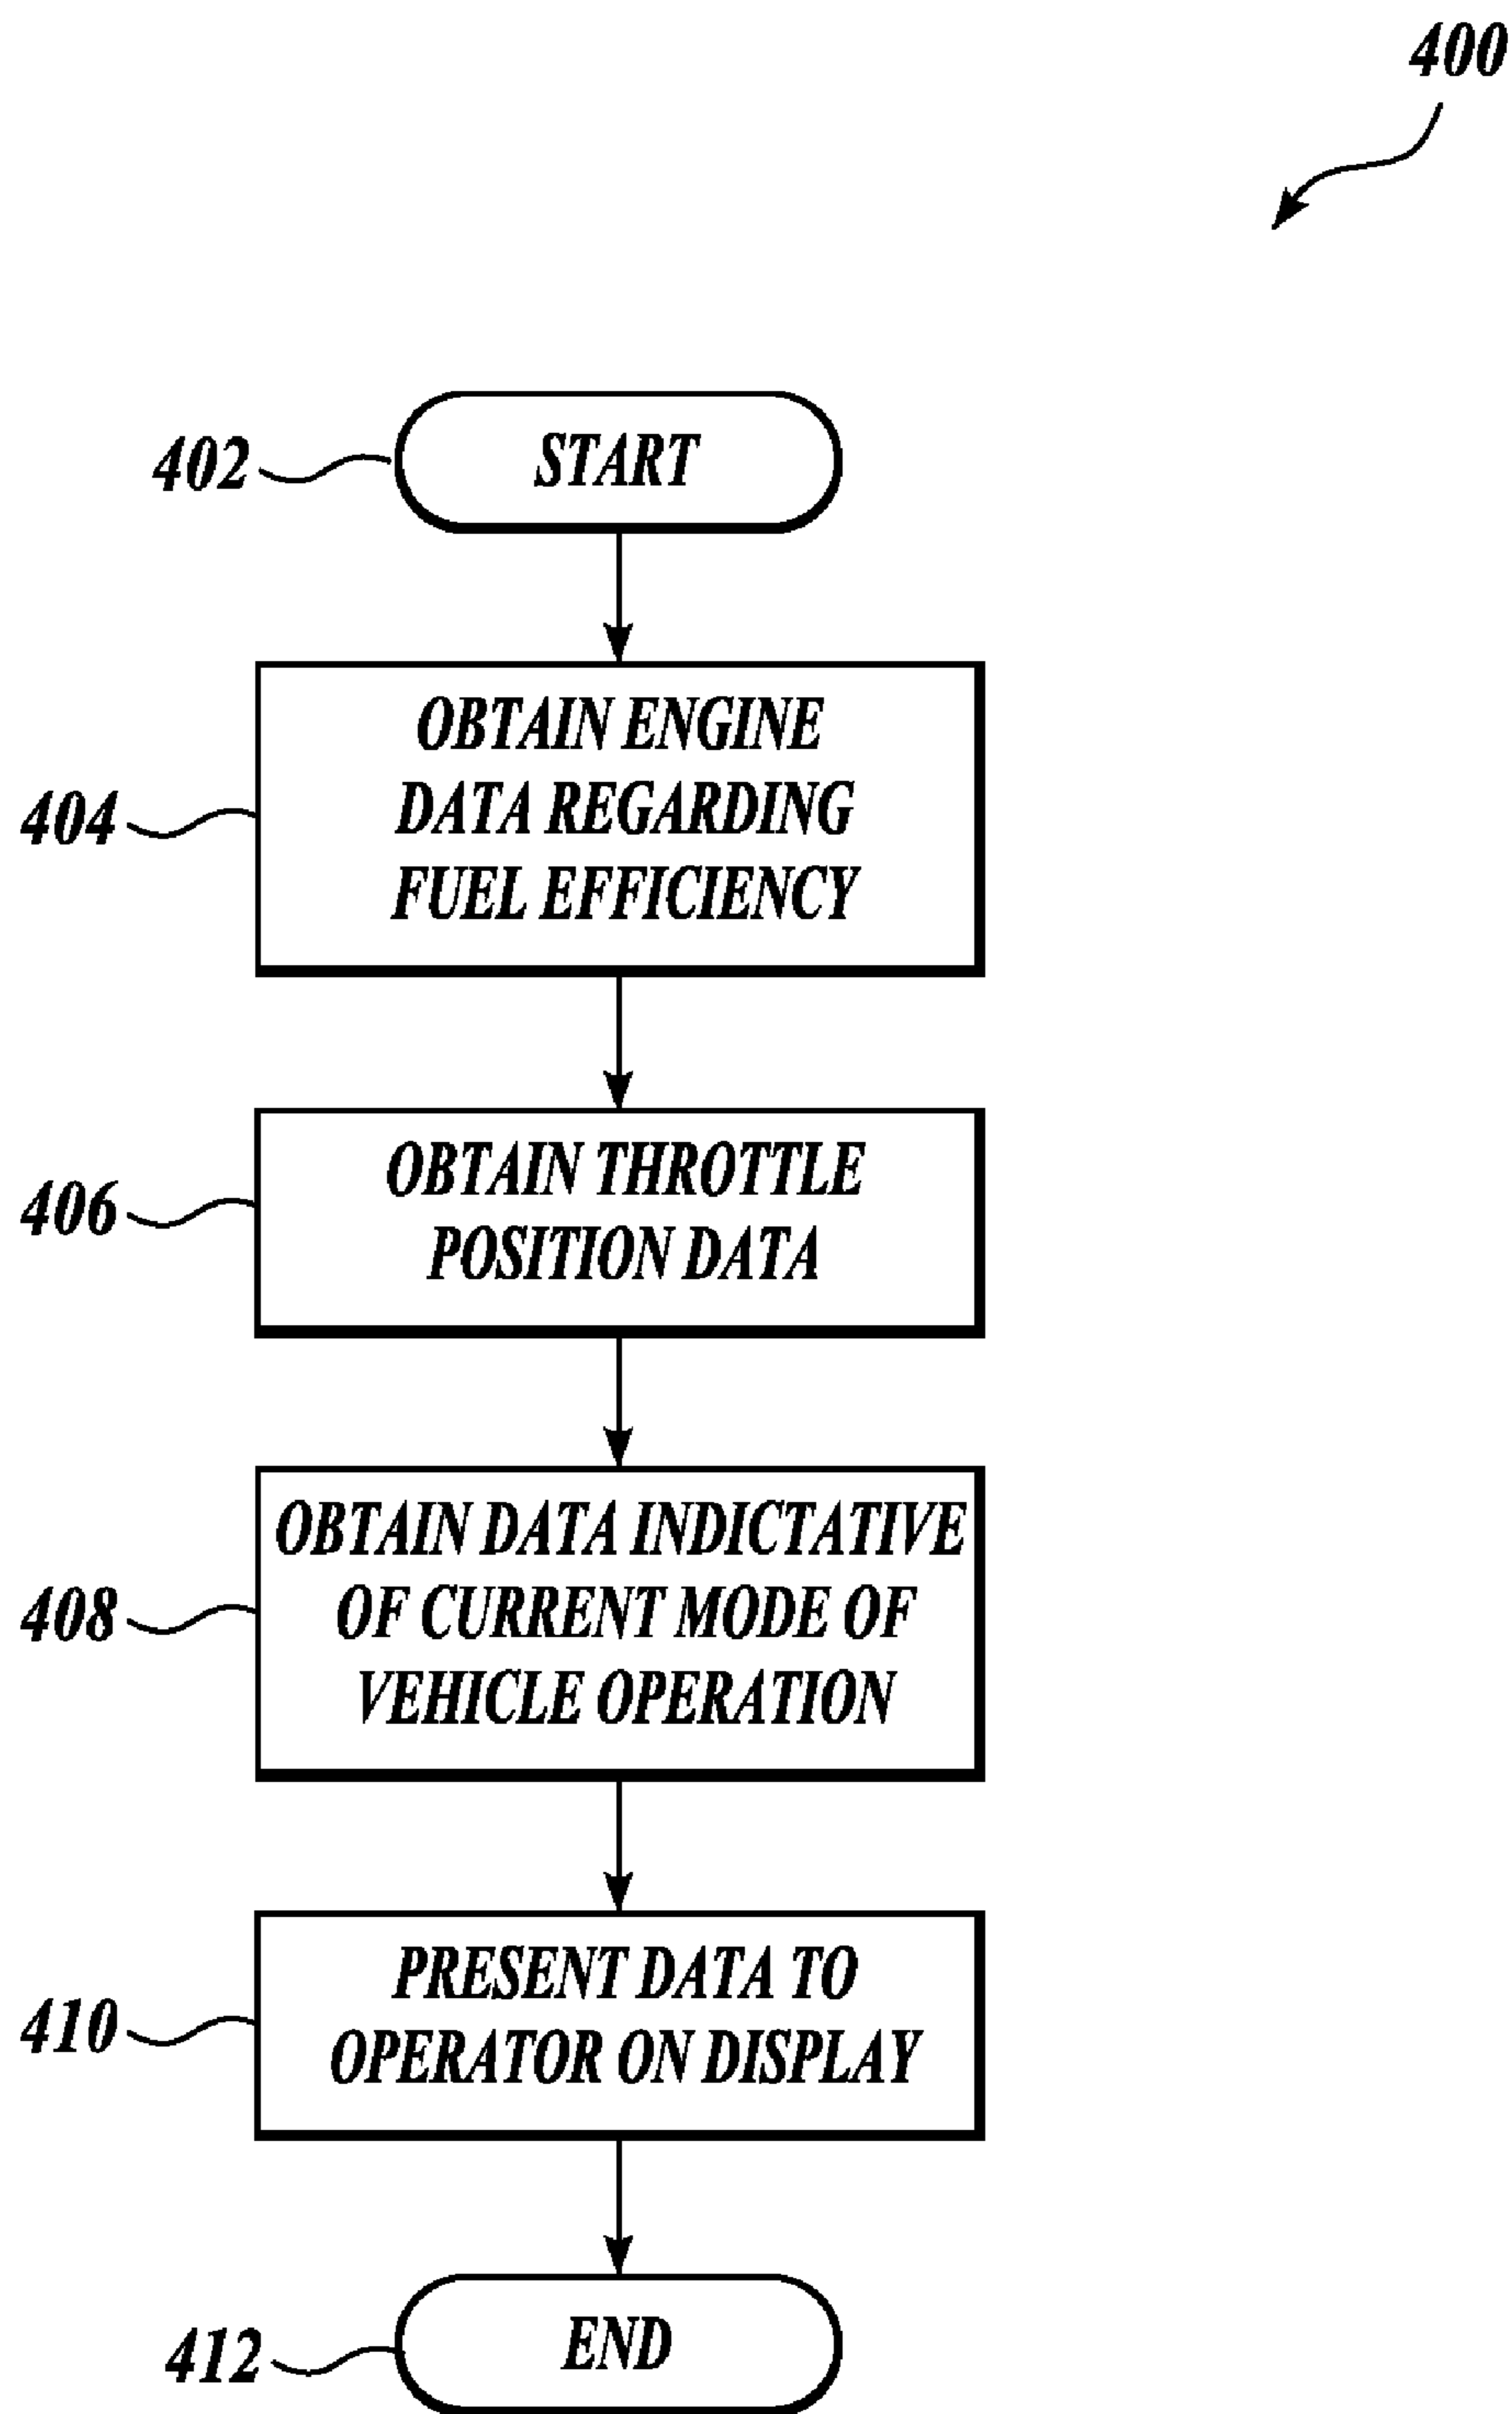 400
402
START
404
OBTAIN ENGINE
DATA REGARDING
FUEL EFFICIENCY
406
OBTAIN THROTTLE
POSITION DATA
408
OBTAIN DATA INDICTATIVE
OF CURRENT MODE OF
VEHICLE OPERATION
410
PRESENT DATA TO
OPERATOR ON DISPLAY
412
END